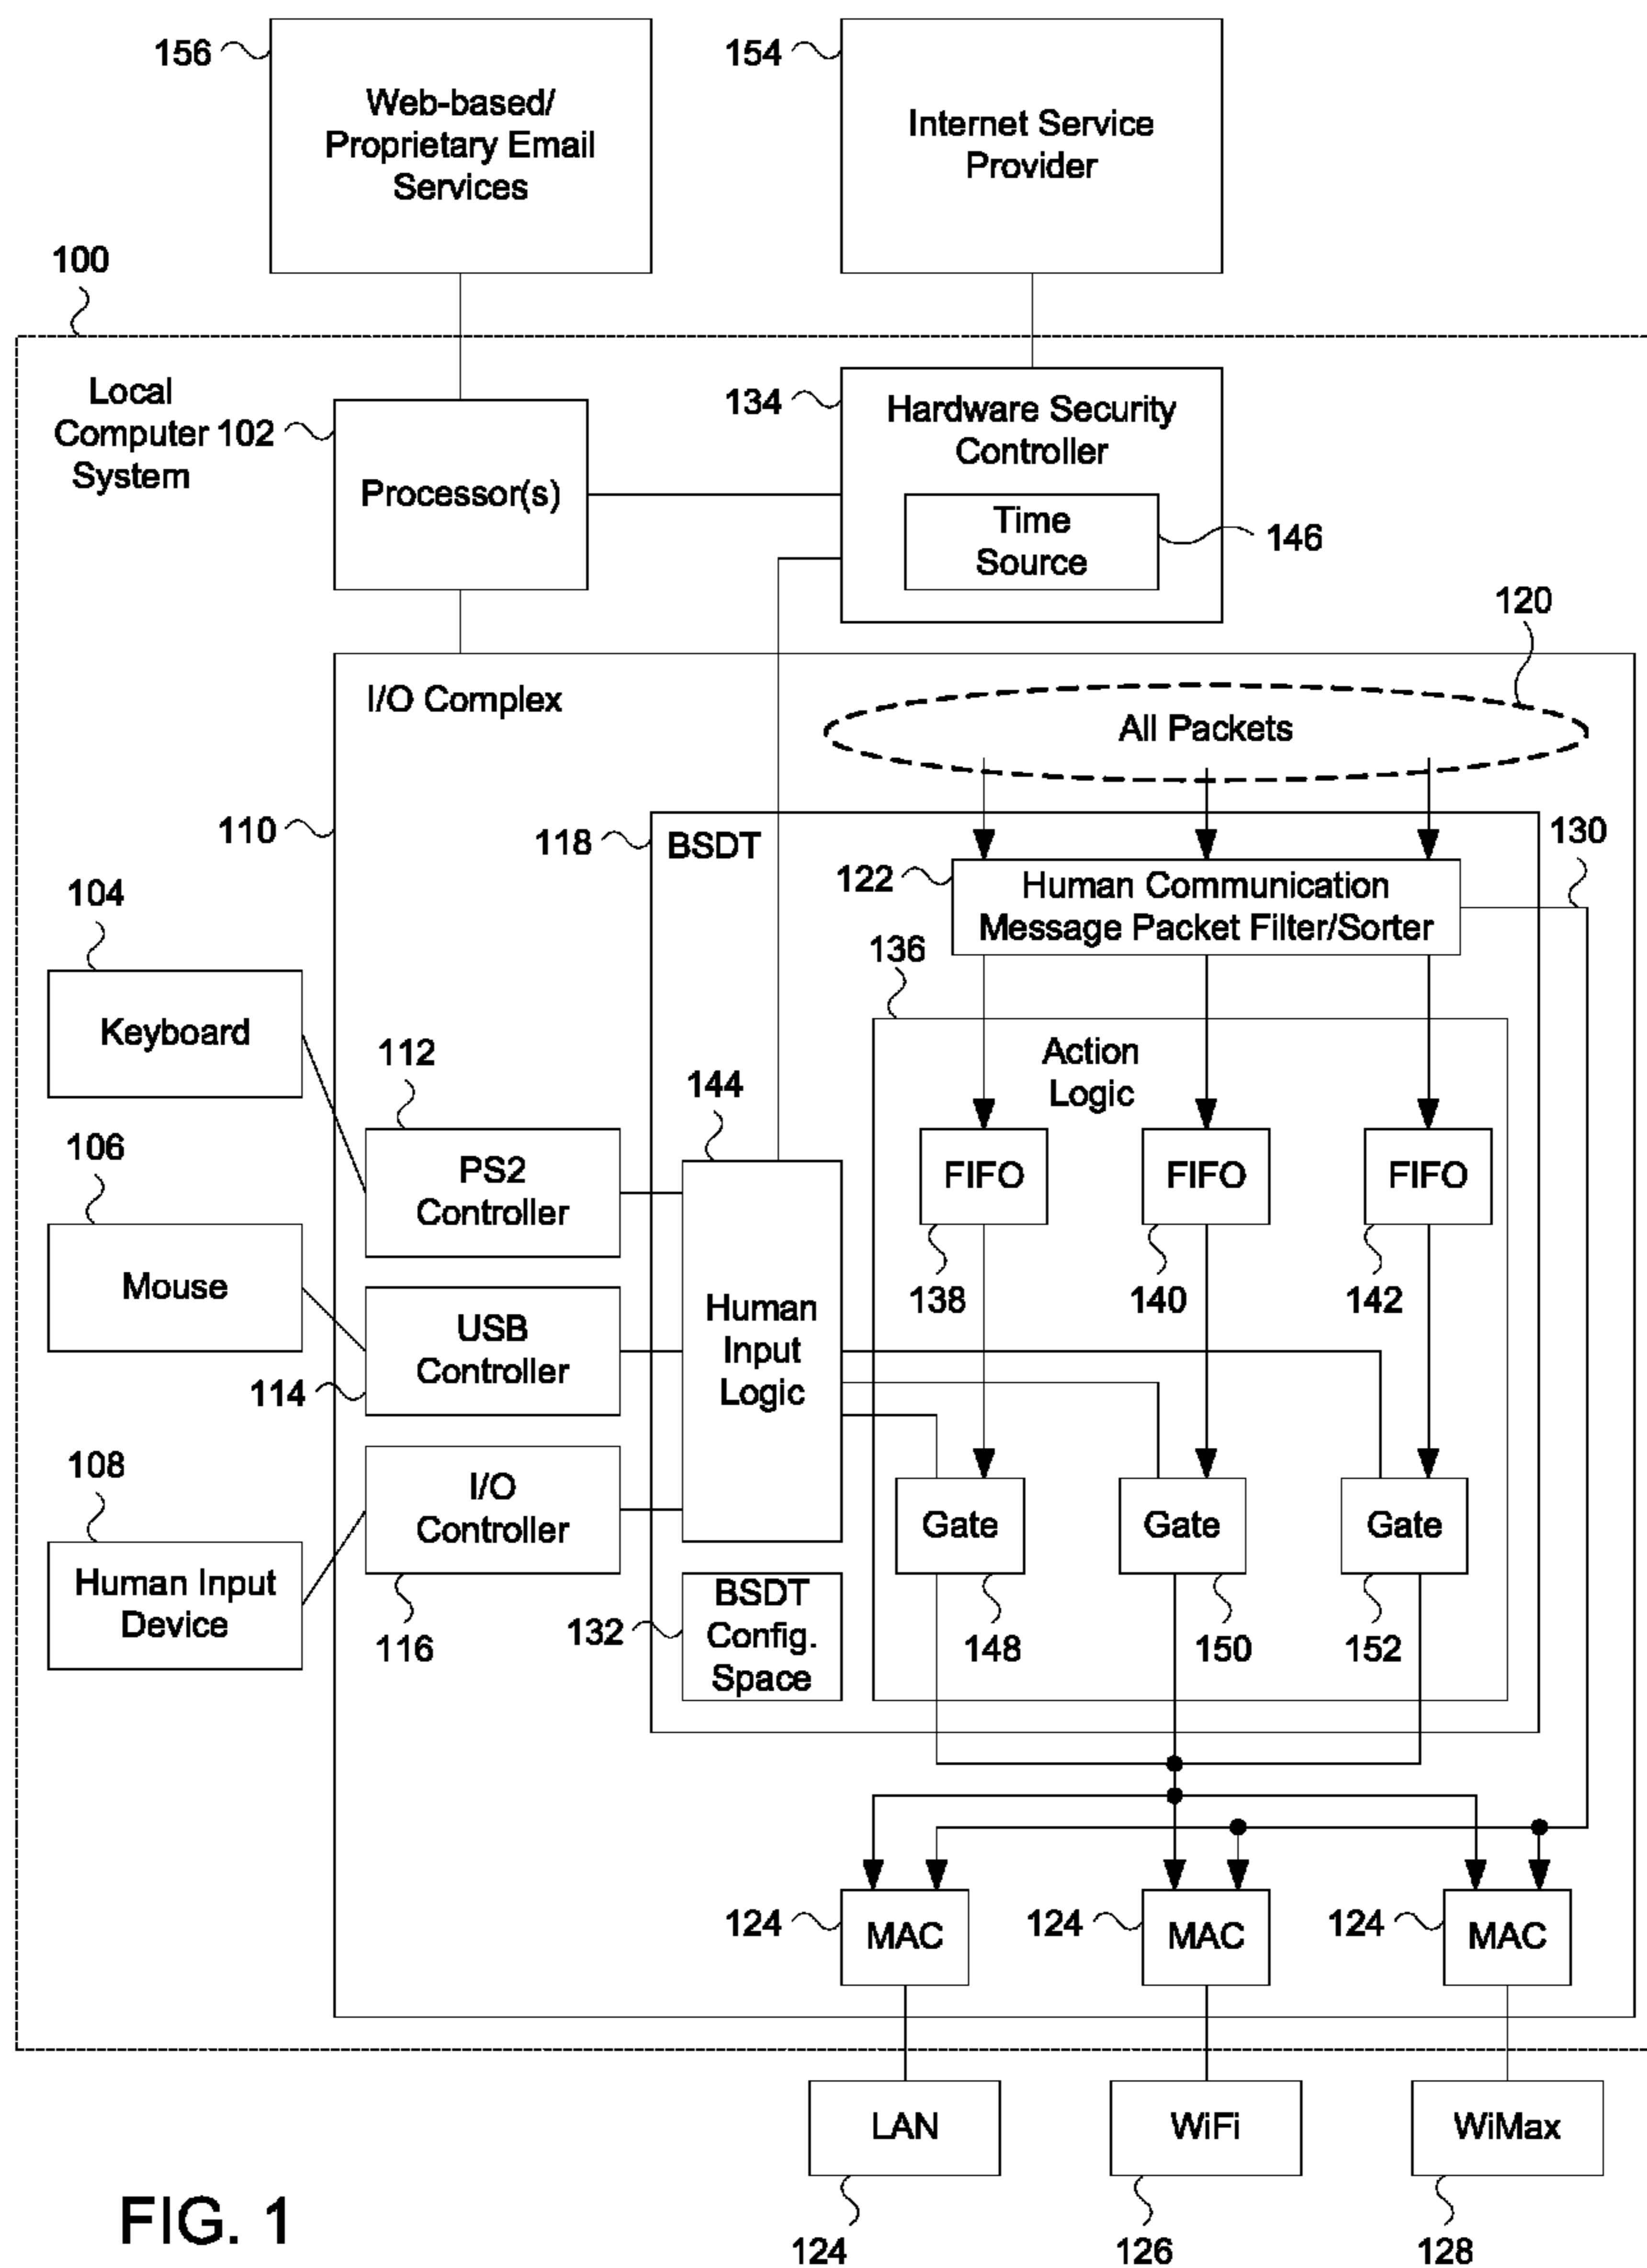 156
Web-based/
Proprietary Email
Services
154
Internet Service
Provider
100
Local
Computer
System
102
Processor(s)
134
Hardware Security
Controller
Time
Source
146
120
I/O Complex
All Packets
110
118
BSDT
130
122
Human Communication
Message Packet Filter/Sorter
136
104
Keyboard
112
PS2
Controller
144
Action
Logic
106
Mouse
FIFO
FIFO
FIFO
138
140
142
USB
Controller
114
Human
Input
Logic
108
Human Input
Device
I/O
Controller
116
Gate
Gate
Gate
132
BSDT
Config.
Space
148
150
152
124
MAC
124
MAC
124
MAC
LAN
WiFi
WiMax
124
126
128
FIG. 1